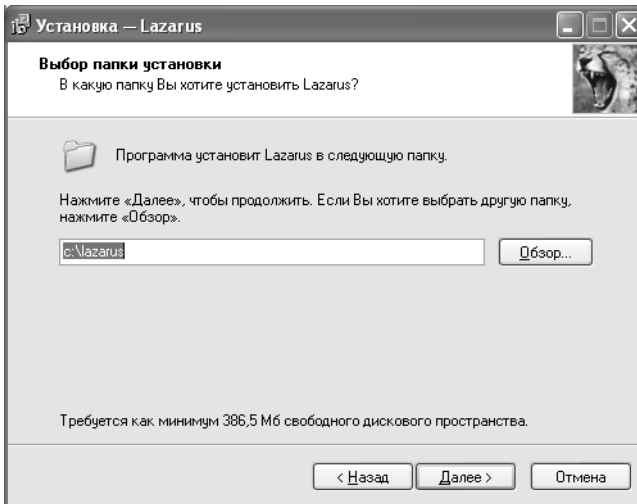 Установка — Lazarus
Выбор папки установки
В какую папку Вы хотите установить Lazarus?
Программа установит Lazarus в следующую папку.
Нажмите «Далее», чтобы продолжить. Если Вы хотите выбрать другую папку,
нажмите «Обзор».
c:\lazarus
Обзор...
Требуется как минимум 386,5 Мб свободного дискового пространства.
< Назад
Далее >
Отмена